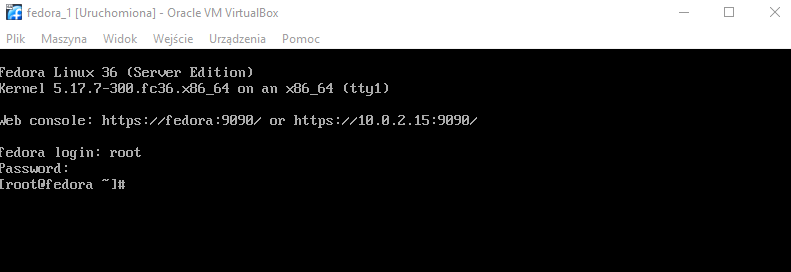 fedora_1 [Uruchomiona] - Oracle VM VirtualBox
Plik Maszyna Widok Wejście Urządzenia Pomoc
Fedora Linux 36 (Server Edition)
Kernel 5.17.7-300.fc36.x86_64 on an x86_64 (tty1)
Web console: https://fedora:9090/ or https://10.0.2.15:9090/
fedora login: root
Password:
[root@fedora ~]#